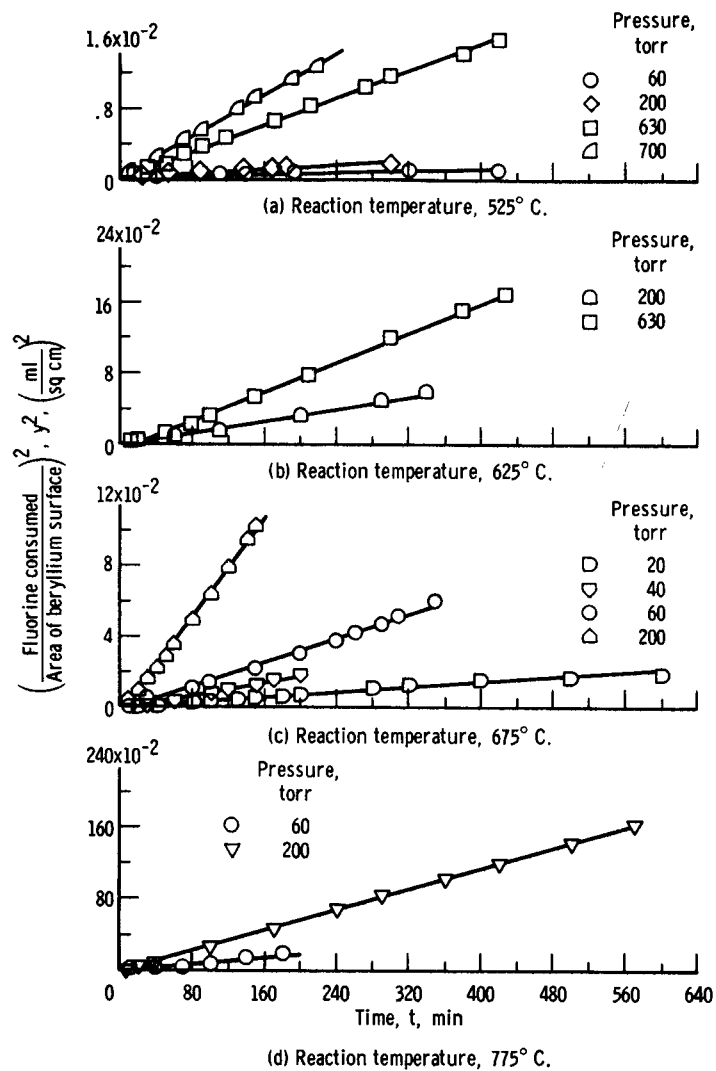 Pressure,
torr
1.6x10-2
.8
0
60
200
630
700
(a) Reaction temperature, 525° C.
24x10-2
16
8
0
Pressure,
torr
200
630
(b) Reaction temperature, 625° C.
(Fluorine consumed / Area of beryllium surface)2, y2, (ml / sq cm)2
12x10-2
8
4
0
Pressure,
torr
20
40
60
200
(c) Reaction temperature, 675° C.
240x10-2
160
80
0
Pressure,
torr
60
200
80 160 240 320 400 480 560 640
Time, t, min
(d) Reaction temperature, 775° C.